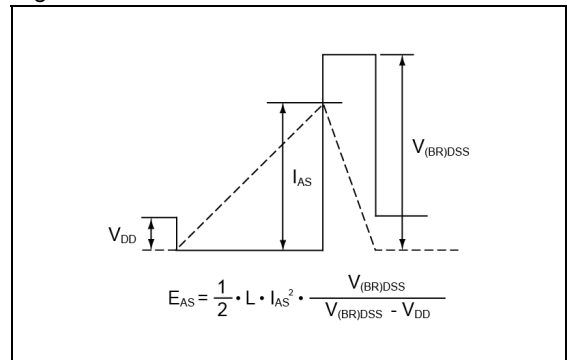 V(BR)DSS
IAS
VDD
EAS = 1/2 • L • IAS² • V(BR)DSS / (V(BR)DSS - VDD)